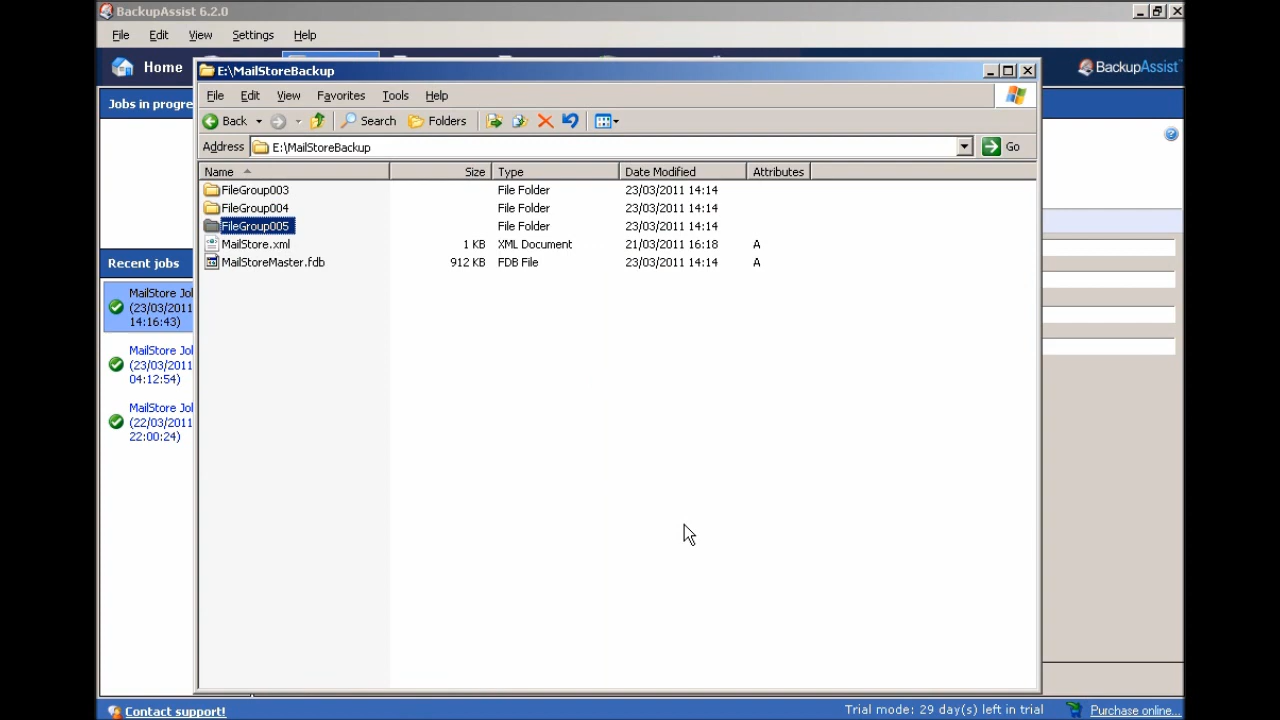 BackupAssist 6.2.0
File Edit View Settings Help
Home
BackupAssist
Jobs in progre
Recent jobs
MailStore Jo
(23/03/2011
14:16:43)
MailStore Jo
(23/03/2011
04:12:54)
MailStore Jo
(22/03/2011
22:00:24)
E:\MailStoreBackup
File Edit View Favorites Tools Help
Back Search Folders
Address E:\MailStoreBackup Go
Name Size Type Date Modified Attributes
FileGroup003 File Folder 23/03/2011 14:14
FileGroup004 File Folder 23/03/2011 14:14
FileGroup005 File Folder 23/03/2011 14:14
MailStore.xml 1 KB XML Document 21/03/2011 16:18 A
MailStoreMaster.fdb 912 KB FDB File 23/03/2011 14:14 A
Contact support! Trial mode: 29 day(s) left in trial Purchase online...